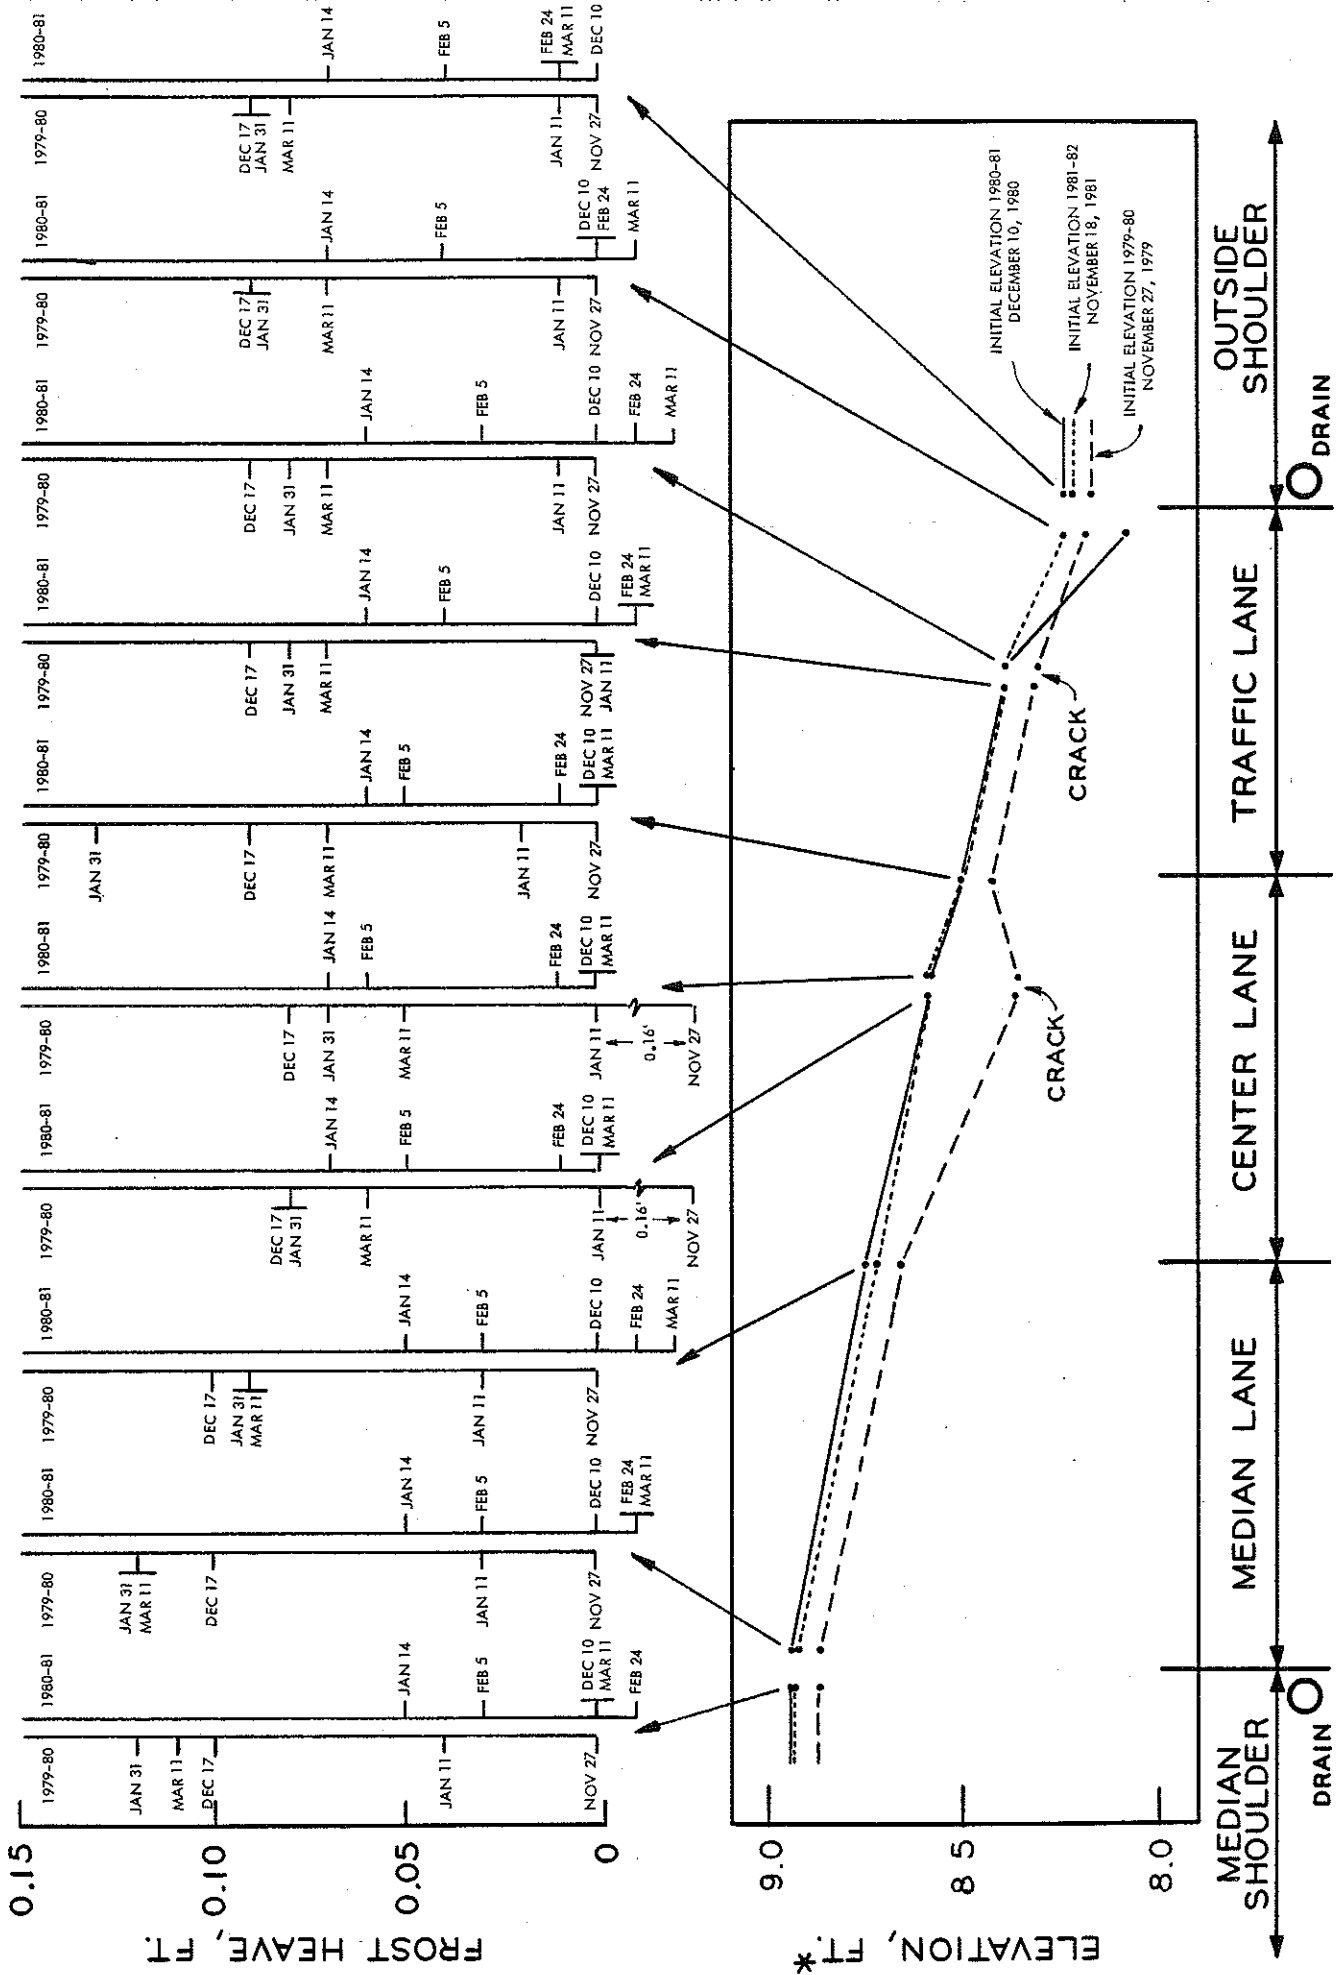 FROST HEAVE, FT.
0.15
0.10
0.05
0
1979-80
JAN 31
MAR 11
DEC 17
JAN 11
NOV 27
1980-81
JAN 14
FEB 5
DEC 10
MAR 11
FEB 24
1979-80
JAN 31
MAR 11
DEC 17
JAN 11
NOV 27
1980-81
JAN 14
FEB 5
DEC 10
FEB 24
MAR 11
1979-80
DEC 17
JAN 31
MAR 11
JAN 11
NOV 27
1980-81
JAN 14
FEB 5
DEC 10
FEB 24
MAR 11
1979-80
DEC 17
JAN 31
MAR 11
JAN 11
0.16'
NOV 27
1980-81
JAN 14
FEB 5
FEB 24
DEC 10
MAR 11
1979-80
DEC 17
JAN 31
MAR 11
JAN 11
0.16'
NOV 27
1980-81
JAN 14
FEB 5
FEB 24
DEC 10
MAR 11
1979-80
JAN 31
DEC 17
MAR 11
JAN 11
NOV 27
1980-81
JAN 14
FEB 5
FEB 24
DEC 10
MAR 11
1979-80
DEC 17
JAN 31
MAR 11
NOV 27
JAN 11
1980-81
JAN 14
FEB 5
DEC 10
FEB 24
MAR 11
1979-80
DEC 17
JAN 31
MAR 11
JAN 11
NOV 27
1980-81
JAN 14
FEB 5
DEC 10
FEB 24
MAR 11
1979-80
DEC 17
JAN 31
MAR 11
JAN 11
NOV 27
1980-81
JAN 14
FEB 5
DEC 10
FEB 24
MAR 11
1979-80
DEC 17
JAN 31
MAR 11
JAN 11
NOV 27
1980-81
JAN 14
FEB 5
FEB 24
MAR 11
DEC 10
ELEVATION, FT.*
9.0
8.5
8.0
CRACK
CRACK
INITIAL ELEVATION 1980-81
DECEMBER 10, 1980
INITIAL ELEVATION 1981-82
NOVEMBER 18, 1981
INITIAL ELEVATION 1979-80
NOVEMBER 27, 1979
MEDIAN
SHOULDER
MEDIAN LANE
CENTER LANE
TRAFFIC LANE
OUTSIDE
SHOULDER
DRAIN
DRAIN